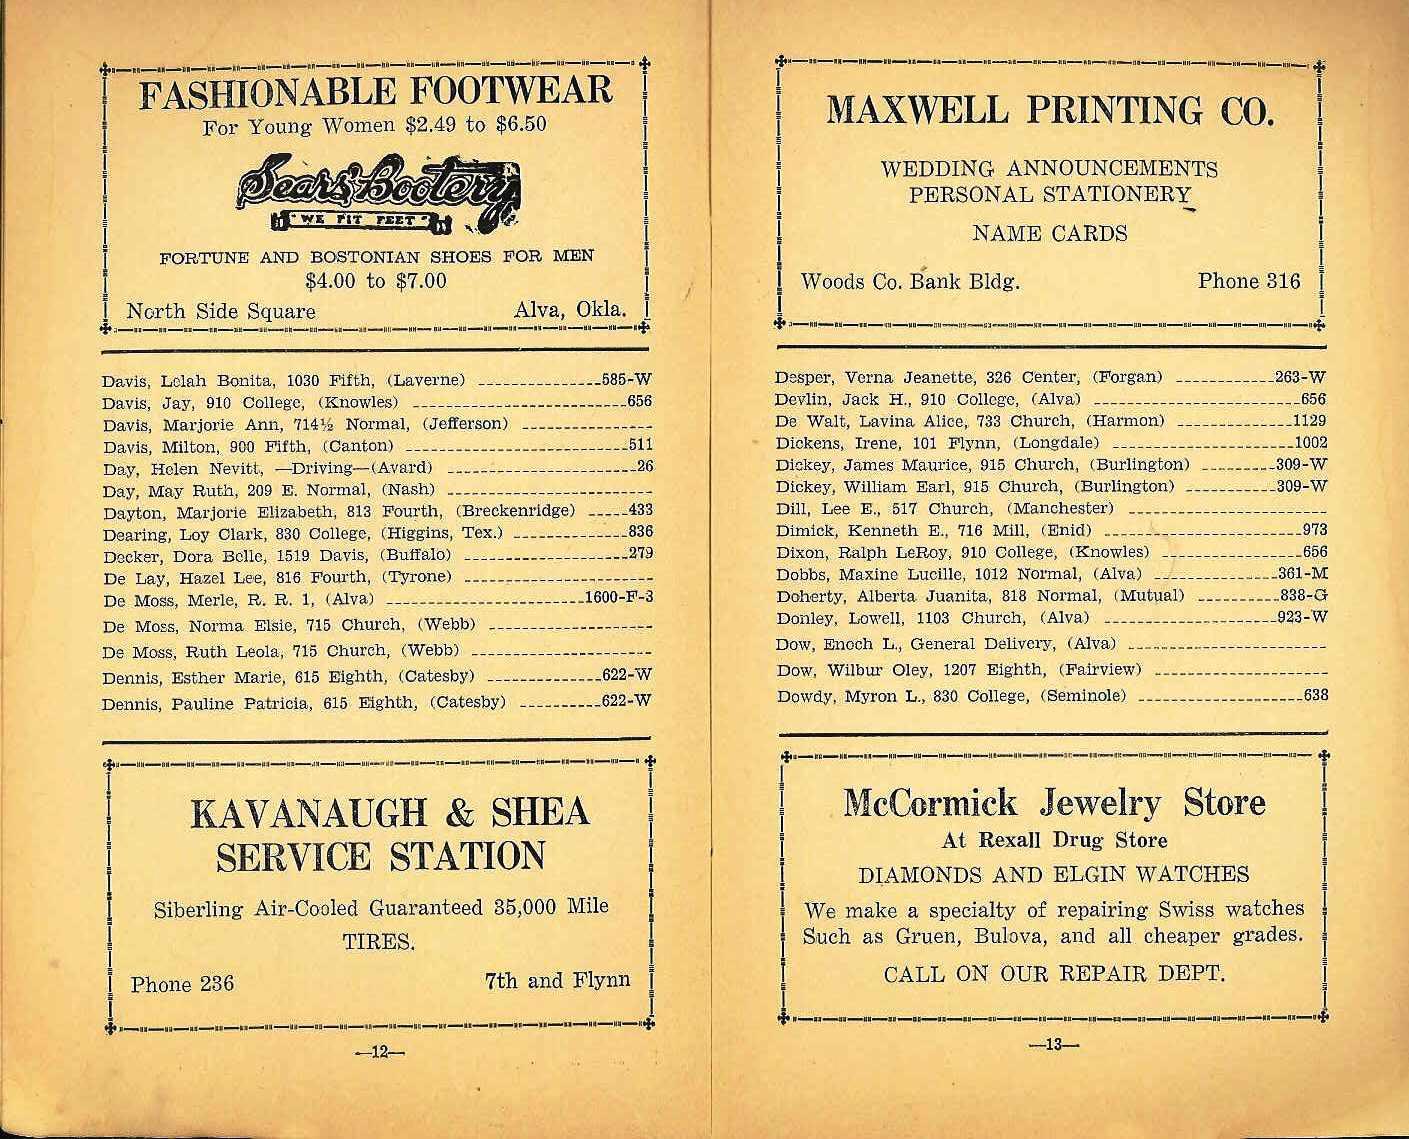 FASHIONABLE FOOTWEAR
For Young Women $2.49 to $6.50
Sears' Bootery
"WE FIT FEET"
FORTUNE AND BOSTONIAN SHOES FOR MEN
$4.00 to $7.00
North Side Square Alva, Okla.
Davis, Lelah Bonita, 1030 Fifth, (Laverne) ----------------585-W
Davis, Jay, 910 College, (Knowles) ---------------------------656
Davis, Marjorie Ann, 714½ Normal, (Jefferson) ----------------
Davis, Milton, 900 Fifth, (Canton) --------------------------511
Day, Helen Nevitt, —Driving—(Avard) ------------------------26
Day, May Ruth, 209 E. Normal, (Nash) --------------------------
Dayton, Marjorie Elizabeth, 813 Fourth, (Breckenridge) -----433
Dearing, Loy Clark, 830 College, (Higgins, Tex.) --------------836
Decker, Dora Belle, 1519 Davis, (Buffalo) ---------------------279
De Lay, Hazel Lee, 816 Fourth, (Tyrone) ------------------------
De Moss, Merle, R. R. 1, (Alva) -------------------------1600-F-3
De Moss, Norma Elsie, 715 Church, (Webb) ---------------------
De Moss, Ruth Leola, 715 Church, (Webb) -----------------------
Dennis, Esther Marie, 615 Eighth, (Catesby) --------------622-W
Dennis, Pauline Patricia, 615 Eighth, (Catesby) ----------622-W
KAVANAUGH & SHEA
SERVICE STATION
Siberling Air-Cooled Guaranteed 35,000 Mile
TIRES.
Phone 236 7th and Flynn
—12—
MAXWELL PRINTING CO.
WEDDING ANNOUNCEMENTS
PERSONAL STATIONERY
NAME CARDS
Woods Co. Bank Bldg. Phone 316
Desper, Verna Jeanette, 326 Center, (Forgan) ------------263-W
Devlin, Jack H., 910 College, (Alva) --------------------------656
De Walt, Lavina Alice, 733 Church, (Harmon) --------------1129
Dickens, Irene, 101 Flynn, (Longdale) -----------------------1002
Dickey, James Maurice, 915 Church, (Burlington) ---------309-W
Dickey, William Earl, 915 Church, (Burlington) -----------309-W
Dill, Lee E., 517 Church, (Manchester) -------------------------
Dimick, Kenneth E., 716 Mill, (Enid) -------------------------973
Dixon, Ralph LeRoy, 910 College, (Knowles) -----------------656
Dobbs, Maxine Lucille, 1012 Normal, (Alva) ---------------361-M
Doherty, Alberta Juanita, 818 Normal, (Mutual) ----------838-G
Donley, Lowell, 1103 Church, (Alva) -----------------------923-W
Dow, Enoch L., General Delivery, (Alva) -------------------------
Dow, Wilbur Oley, 1207 Eighth, (Fairview) ----------------------
Dowdy, Myron L., 830 College, (Seminole) --------------------638
McCormick Jewelry Store
At Rexall Drug Store
DIAMONDS AND ELGIN WATCHES
We make a specialty of repairing Swiss watches
Such as Gruen, Bulova, and all cheaper grades.
CALL ON OUR REPAIR DEPT.
—13—